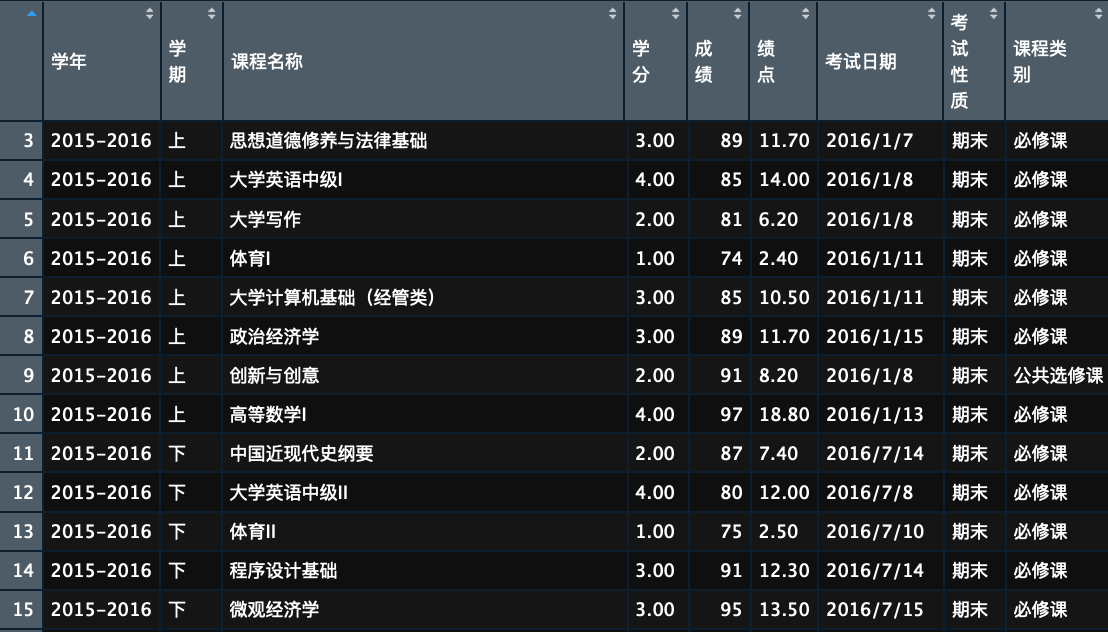 学年 学期 课程名称 学分 成绩 绩点 考试日期 考试性质 课程类别
3 2015-2016 上 思想道德修养与法律基础 3.00 89 11.70 2016/1/7 期末 必修课
4 2015-2016 上 大学英语中级I 4.00 85 14.00 2016/1/8 期末 必修课
5 2015-2016 上 大学写作 2.00 81 6.20 2016/1/8 期末 必修课
6 2015-2016 上 体育I 1.00 74 2.40 2016/1/11 期末 必修课
7 2015-2016 上 大学计算机基础（经管类） 3.00 85 10.50 2016/1/11 期末 必修课
8 2015-2016 上 政治经济学 3.00 89 11.70 2016/1/15 期末 必修课
9 2015-2016 上 创新与创意 2.00 91 8.20 2016/1/8 期末 公共选修课
10 2015-2016 上 高等数学I 4.00 97 18.80 2016/1/13 期末 必修课
11 2015-2016 下 中国近现代史纲要 2.00 87 7.40 2016/7/14 期末 必修课
12 2015-2016 下 大学英语中级II 4.00 80 12.00 2016/7/8 期末 必修课
13 2015-2016 下 体育II 1.00 75 2.50 2016/7/10 期末 必修课
14 2015-2016 下 程序设计基础 3.00 91 12.30 2016/7/14 期末 必修课
15 2015-2016 下 微观经济学 3.00 95 13.50 2016/7/15 期末 必修课